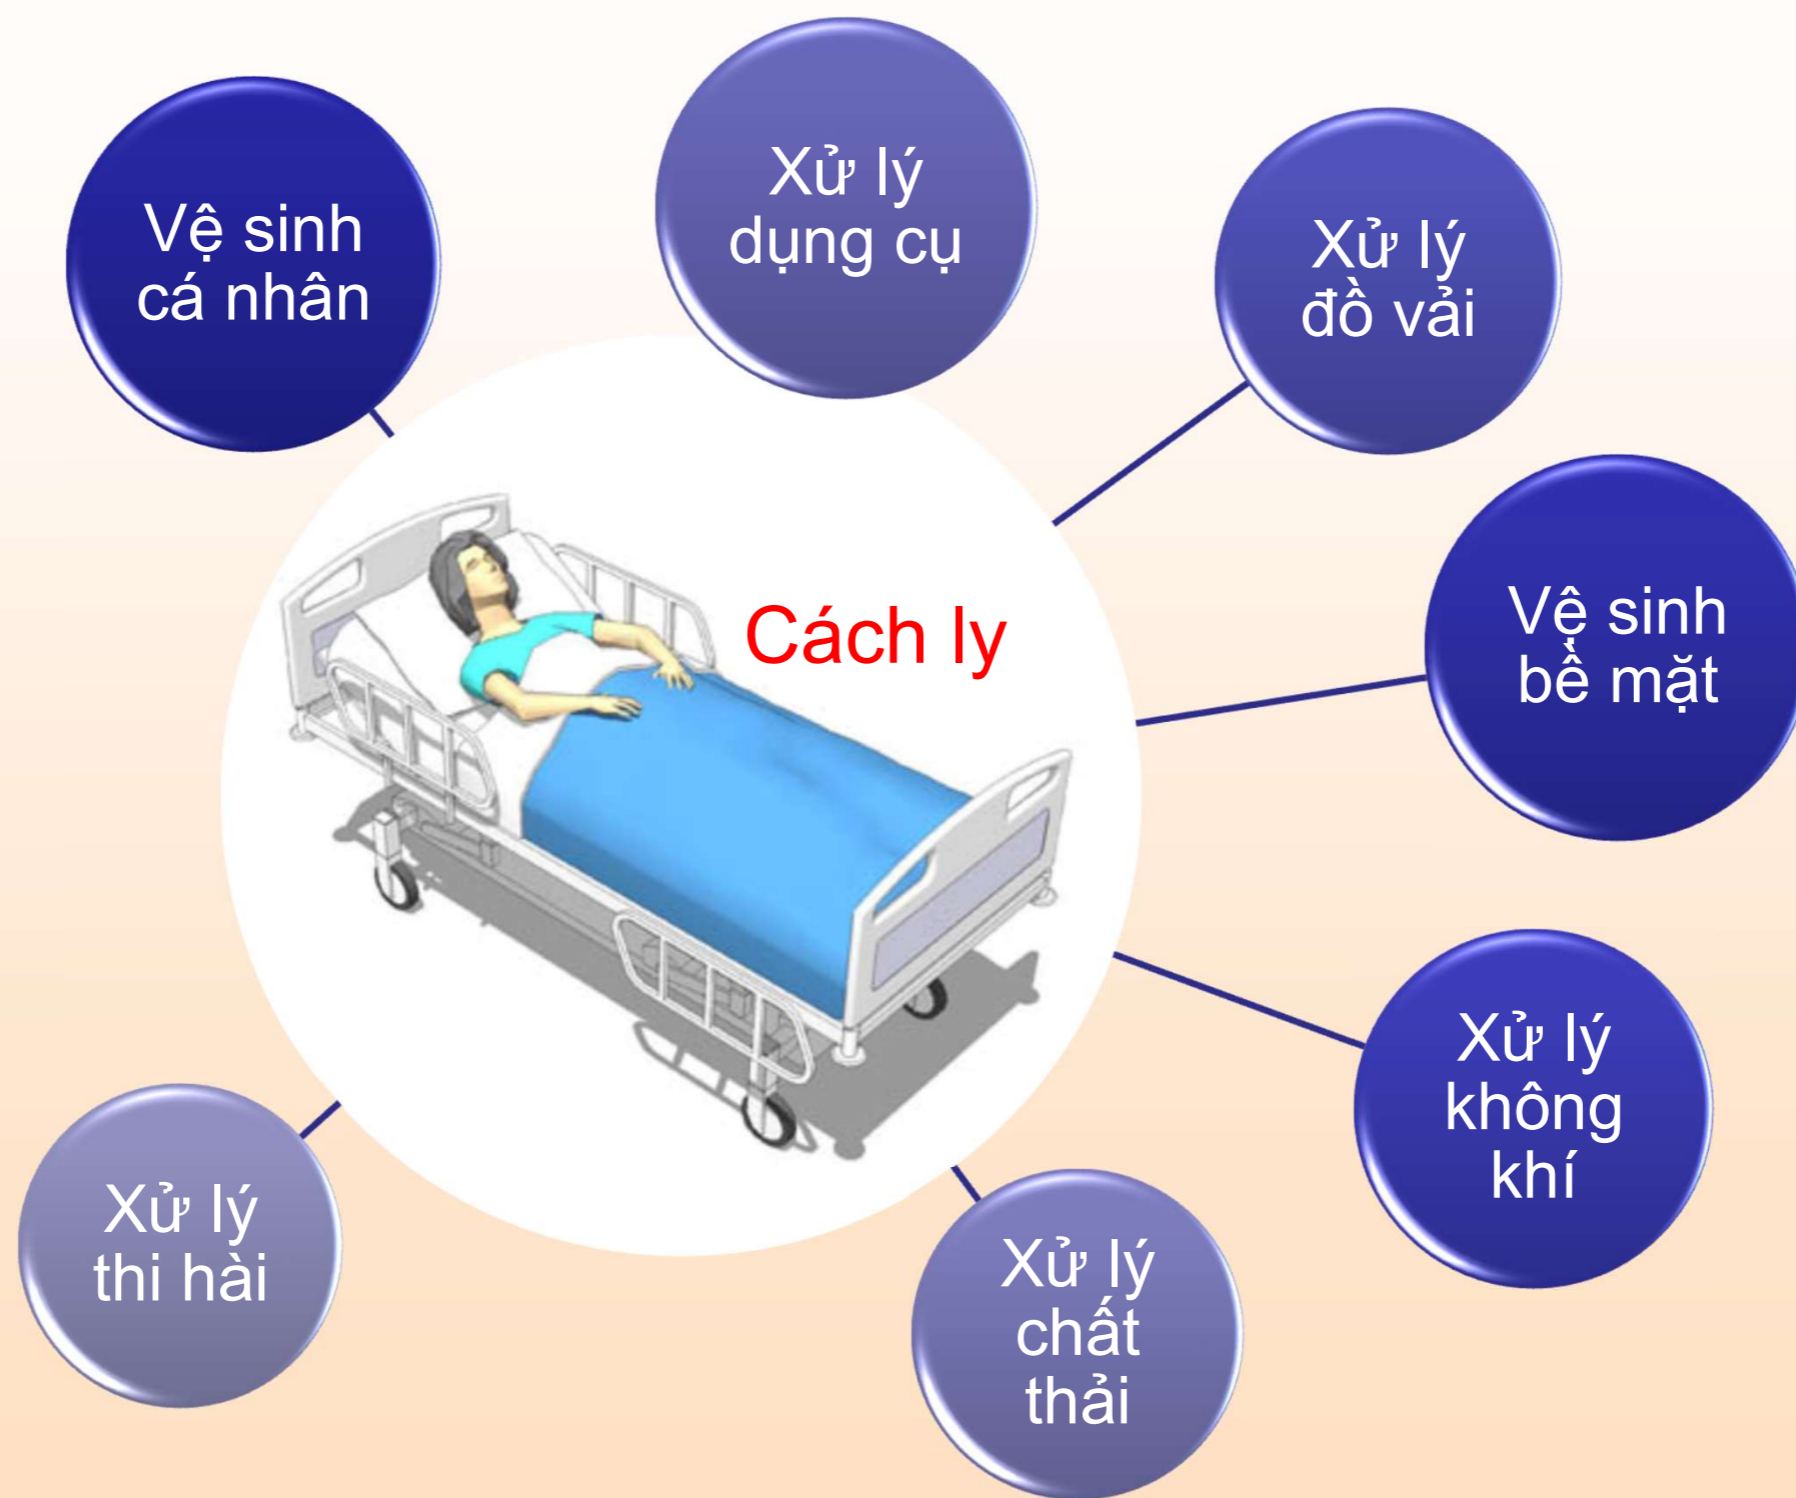 Vệ sinh
cá nhân
Xử lý
dụng cụ
Xử lý
đồ vải
Vệ sinh
bề mặt
Cách ly
Xử lý
không
khí
Xử lý
chất
thải
Xử lý
thi hài